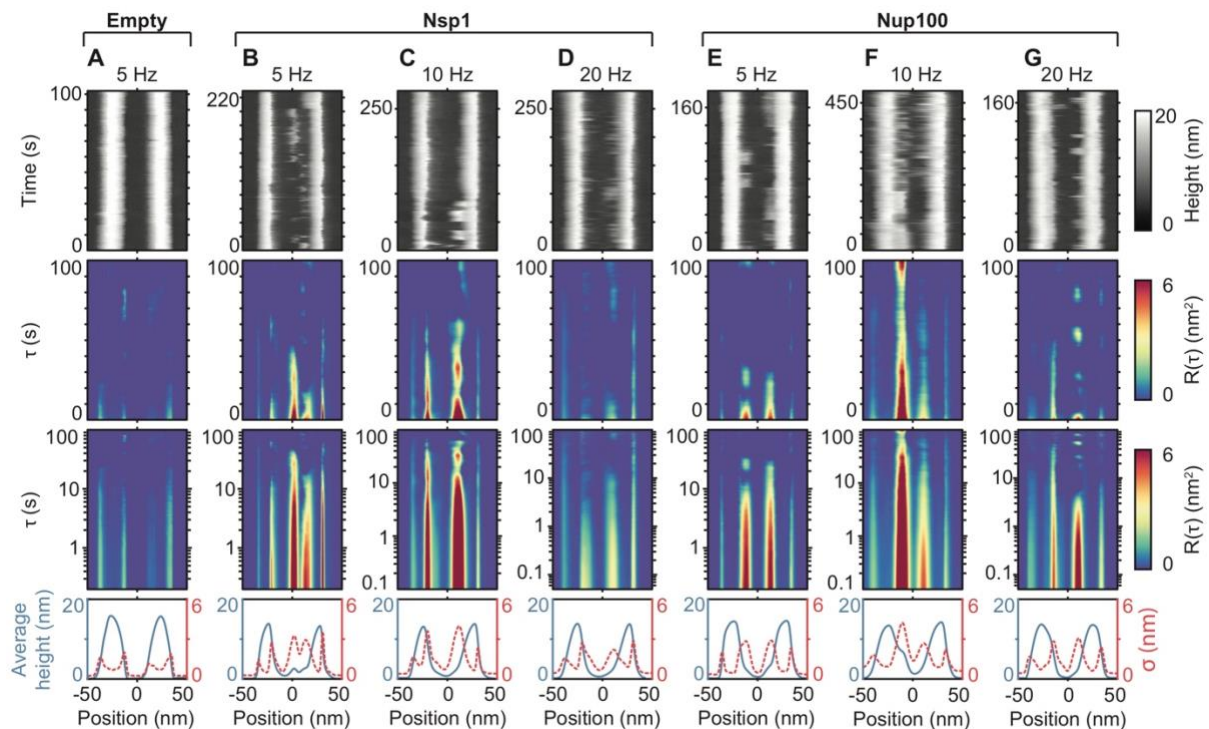 Empty Nsp1 Nup100
A B C D E F G
5 Hz 5 Hz 10 Hz 20 Hz 5 Hz 10 Hz 20 Hz
Time (s)
100 0
220 0
250 0
250 0
160 0
450 0
160 0
20
0
Height (nm)
τ (s)
100 0
100 0
100 0
100 0
100 0
100 0
100 0
6
0
R(τ) (nm²)
τ (s)
100 10 1
100 10 1
100 10 1 0.1
100 10 1 0.1
100 10 1
100 10 1 0.1
100 10 1 0.1
6
0
R(τ) (nm²)
Average height (nm)
20 0 6 0
20 0 6 0
20 0 6 0
20 0 6 0
20 0 6 0
20 0 6 0
20 0 6 0
σ (nm)
-50 0 50 -50 0 50 -50 0 50 -50 0 50 -50 0 50 -50 0 50 -50 0 50
Position (nm) Position (nm) Position (nm) Position (nm) Position (nm) Position (nm) Position (nm)